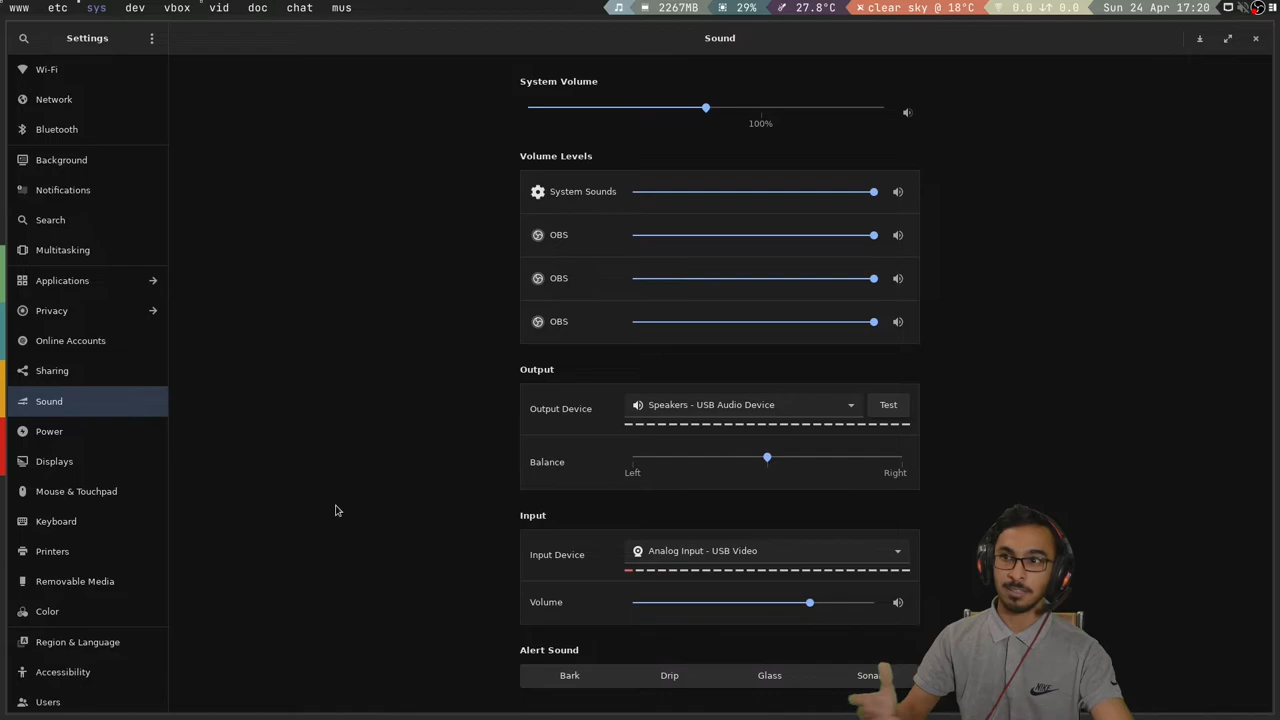 www etc sys dev vbox vid doc chat mus
2267MB 29% 27.8°C clear sky @ 18°C 0.0 0.0 Sun 24 Apr 17:20
Settings
Sound
Wi-Fi
Network
Bluetooth
Background
Notifications
Search
Multitasking
Applications
Privacy
Online Accounts
Sharing
Sound
Power
Displays
Mouse & Touchpad
Keyboard
Printers
Removable Media
Color
Region & Language
Accessibility
Users
System Volume
100%
Volume Levels
System Sounds
OBS
OBS
OBS
Output
Output Device Speakers - USB Audio Device Test
Balance
Left Right
Input
Input Device Analog Input - USB Video
Volume
Alert Sound
Bark Drip Glass Sonar
NIKE